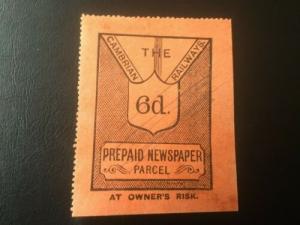 THE
CAMBRIAN RAILWAYS
6d.
PREPAID NEWSPAPER
PARCEL
AT OWNER'S RISK.